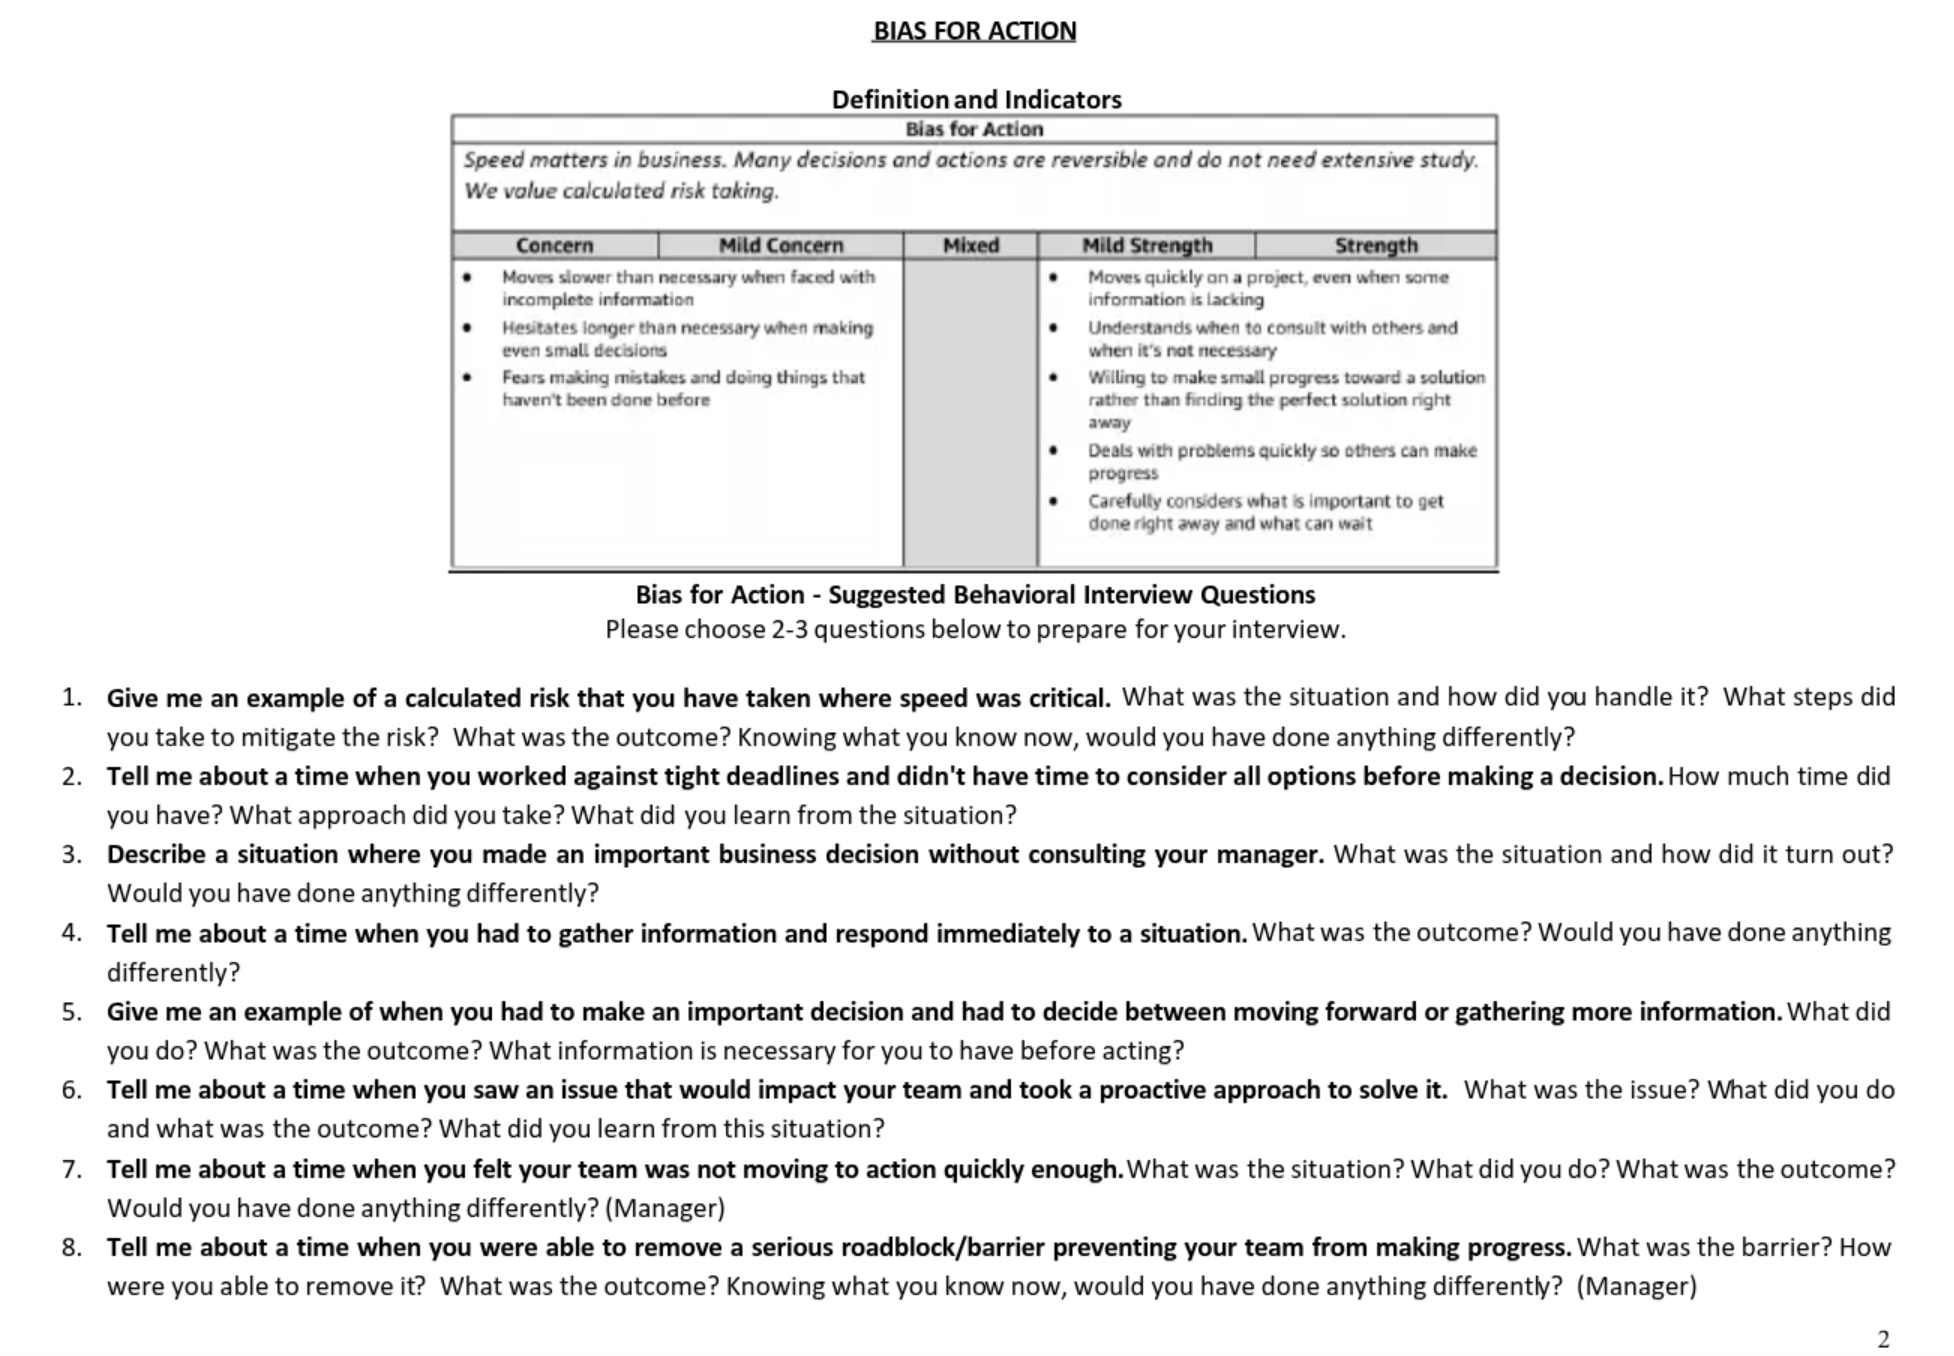 BIAS FOR ACTION
Definition and Indicators
Bias for Action
Speed matters in business. Many decisions and actions are reversible and do not need extensive study.
We value calculated risk taking.
Concern Mild Concern Mixed Mild Strength Strength
• Moves slower than necessary when faced with
incomplete information
• Hesitates longer than necessary when making
even small decisions
• Fears making mistakes and doing things that
haven't been done before
• Moves quickly on a project, even when some
information is lacking
• Understands when to consult with others and
when it's not necessary
• Willing to make small progress toward a solution
rather than finding the perfect solution right
away
• Deals with problems quickly so others can make
progress
• Carefully considers what is important to get
done right away and what can wait
Bias for Action - Suggested Behavioral Interview Questions
Please choose 2-3 questions below to prepare for your interview.
1. Give me an example of a calculated risk that you have taken where speed was critical. What was the situation and how did you handle it? What steps did
you take to mitigate the risk? What was the outcome? Knowing what you know now, would you have done anything differently?
2. Tell me about a time when you worked against tight deadlines and didn't have time to consider all options before making a decision. How much time did
you have? What approach did you take? What did you learn from the situation?
3. Describe a situation where you made an important business decision without consulting your manager. What was the situation and how did it turn out?
Would you have done anything differently?
4. Tell me about a time when you had to gather information and respond immediately to a situation. What was the outcome? Would you have done anything
differently?
5. Give me an example of when you had to make an important decision and had to decide between moving forward or gathering more information. What did
you do? What was the outcome? What information is necessary for you to have before acting?
6. Tell me about a time when you saw an issue that would impact your team and took a proactive approach to solve it. What was the issue? What did you do
and what was the outcome? What did you learn from this situation?
7. Tell me about a time when you felt your team was not moving to action quickly enough. What was the situation? What did you do? What was the outcome?
Would you have done anything differently? (Manager)
8. Tell me about a time when you were able to remove a serious roadblock/barrier preventing your team from making progress. What was the barrier? How
were you able to remove it? What was the outcome? Knowing what you know now, would you have done anything differently? (Manager)
2